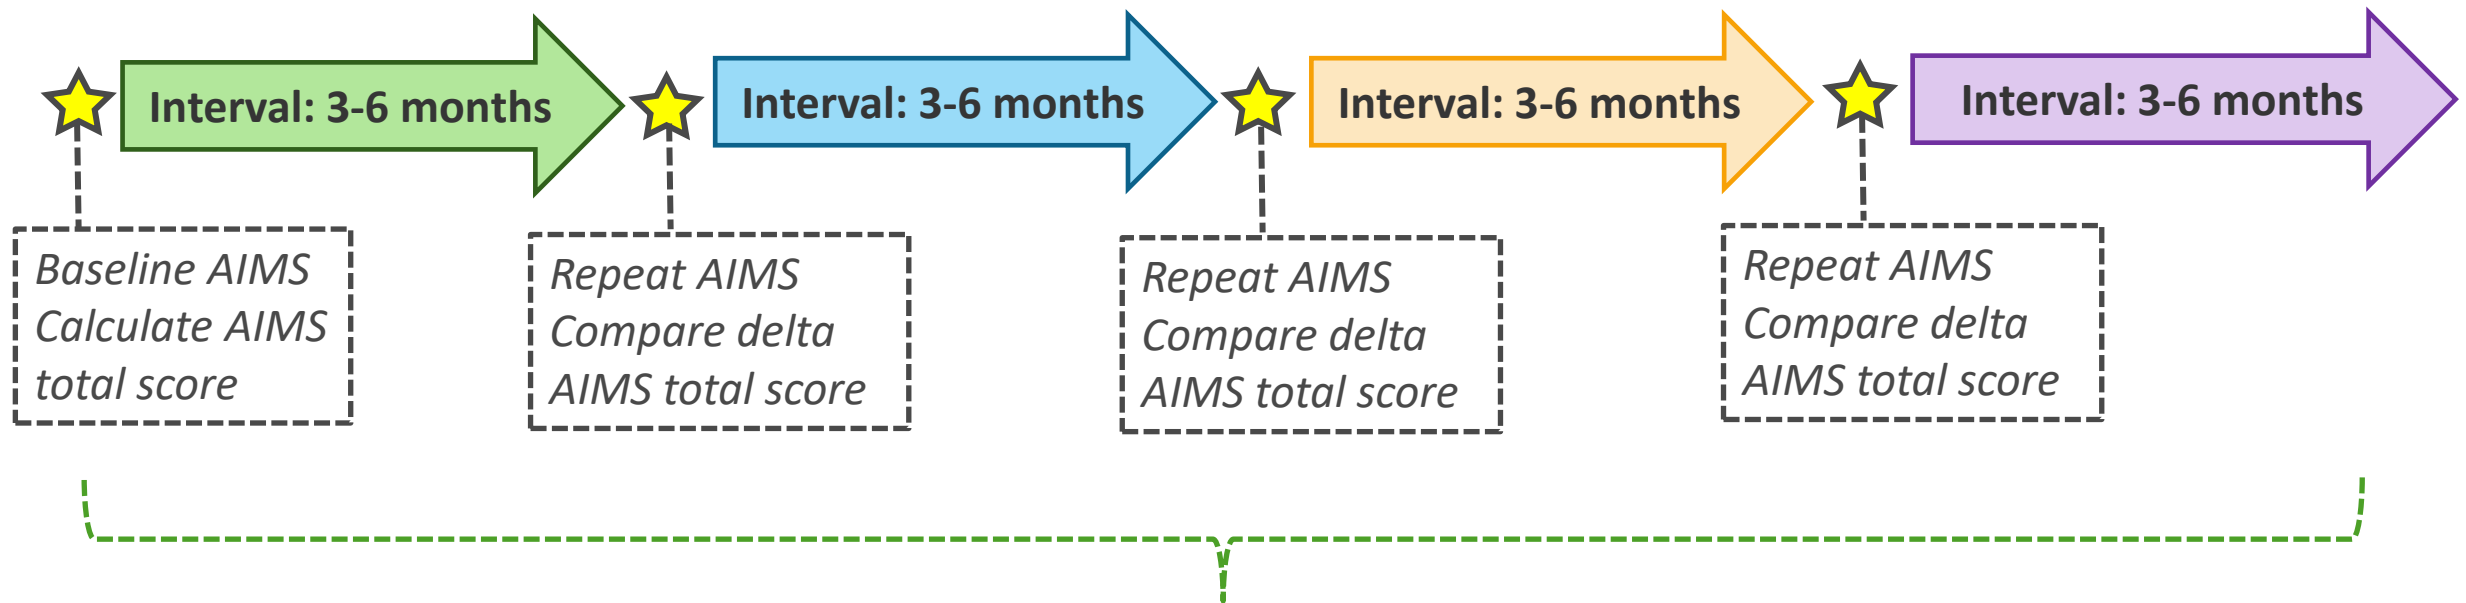 Interval: 3-6 months
Interval: 3-6 months
Interval: 3-6 months
Interval: 3-6 months
Baseline AIMS
Calculate AIMS
total score
Repeat AIMS
Compare delta
AIMS total score
Repeat AIMS
Compare delta
AIMS total score
Repeat AIMS
Compare delta
AIMS total score